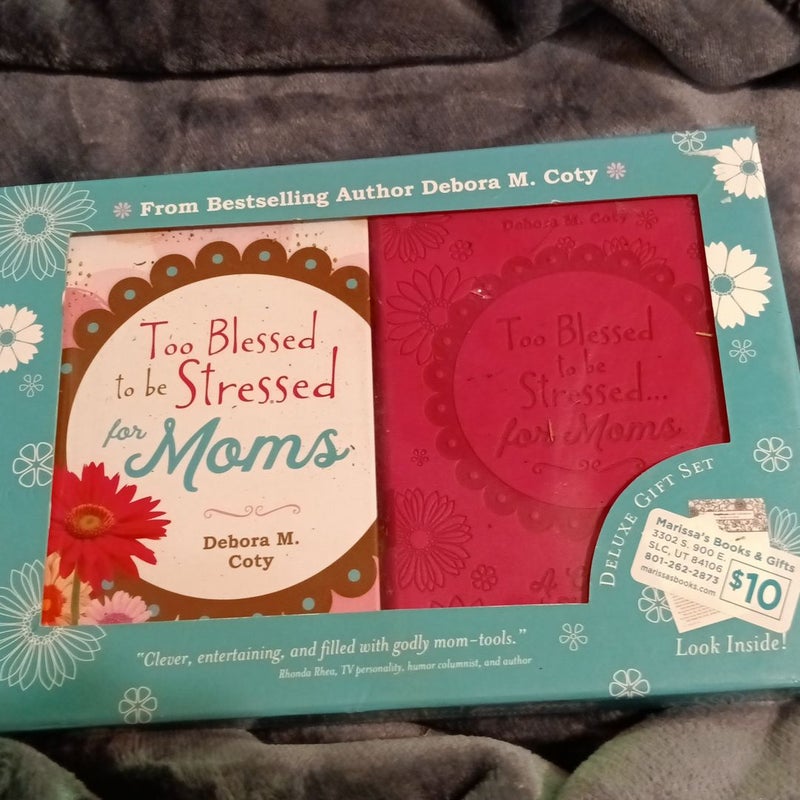 From Bestselling Author Debora M. Coty
Too Blessed
to be Stressed
for Moms
Debora M.
Coty
Debora M. Coty
Too Blessed
to be
Stressed...
for Moms
DELUXE GIFT SET
Marissa's Books & Gifts
3302 S. 900 E.
SLC, UT 84106
801-262-2873
marissasbooks.com
$10
Look Inside!
"Clever, entertaining, and filled with godly mom-tools."
Rhonda Rhea, TV personality, humor columnist, and author